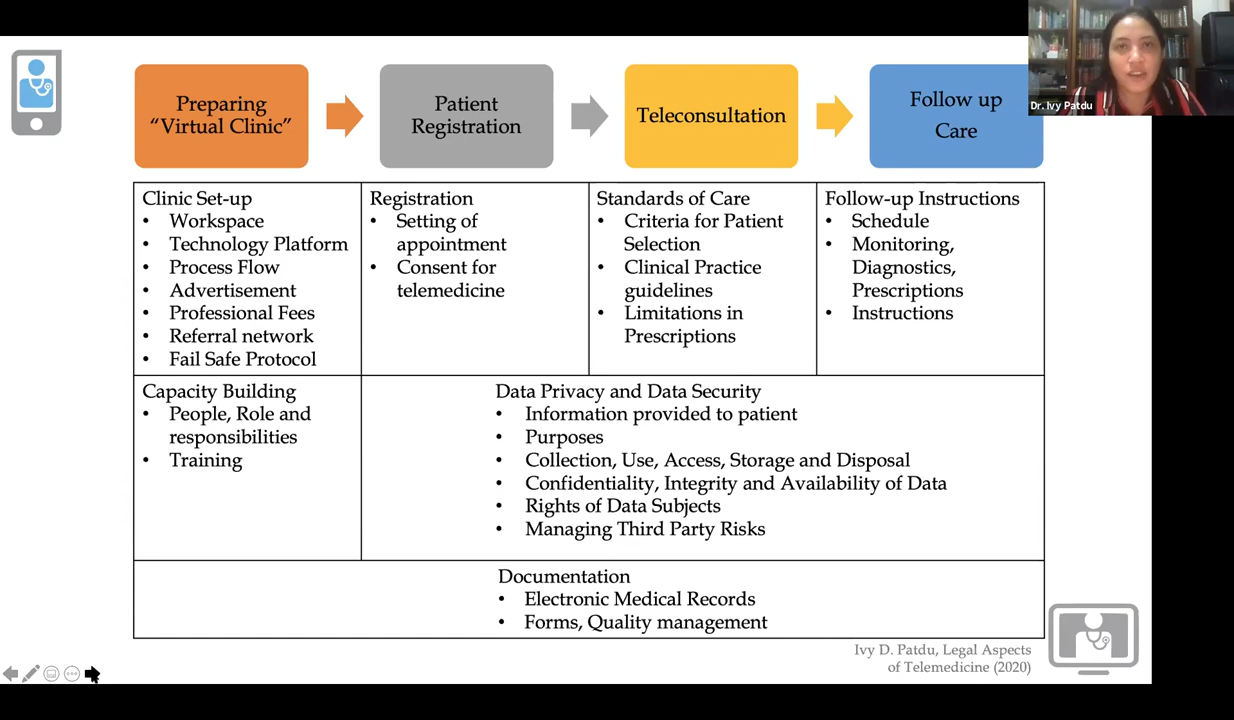 Dr. Ivy Patdu
Preparing
“Virtual Clinic”
Patient
Registration
Teleconsultation
Follow up
Care
Clinic Set-up
• Workspace
• Technology Platform
• Process Flow
• Advertisement
• Professional Fees
• Referral network
• Fail Safe Protocol
Registration
• Setting of
appointment
• Consent for
telemedicine
Standards of Care
• Criteria for Patient
Selection
• Clinical Practice
guidelines
• Limitations in
Prescriptions
Follow-up Instructions
• Schedule
• Monitoring,
Diagnostics,
Prescriptions
• Instructions
Capacity Building
• People, Role and
responsibilities
• Training
Data Privacy and Data Security
• Information provided to patient
• Purposes
• Collection, Use, Access, Storage and Disposal
• Confidentiality, Integrity and Availability of Data
• Rights of Data Subjects
• Managing Third Party Risks
Documentation
• Electronic Medical Records
• Forms, Quality management
Ivy D. Patdu, Legal Aspects
of Telemedicine (2020)